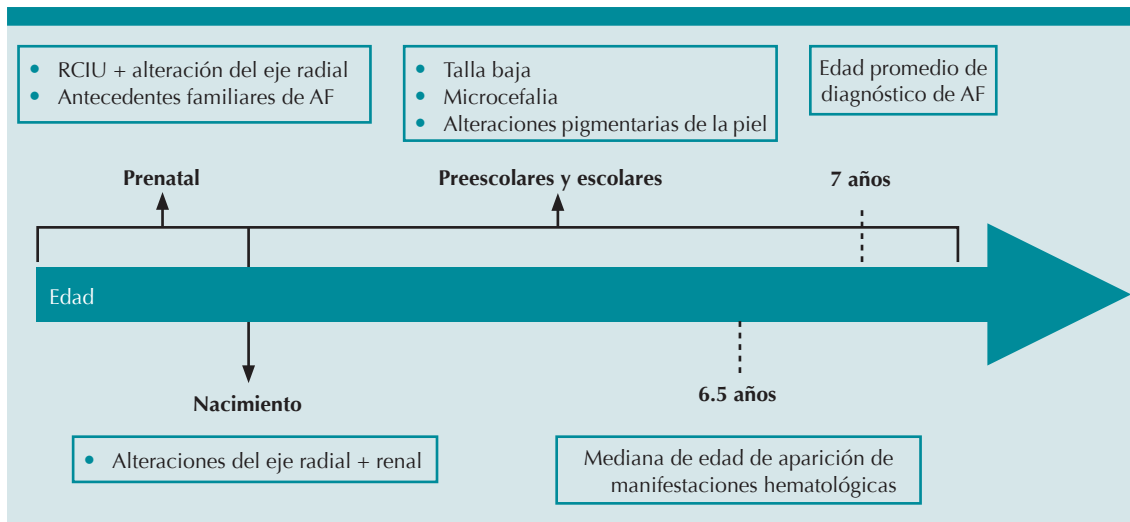 • RCIU + alteración del eje radial
• Antecedentes familiares de AF
• Talla baja
• Microcefalia
• Alteraciones pigmentarias de la piel
Edad promedio de
diagnóstico de AF
Prenatal
Preescolares y escolares
7 años
Edad
Nacimiento
6.5 años
• Alteraciones del eje radial + renal
Mediana de edad de aparición de
manifestaciones hematológicas